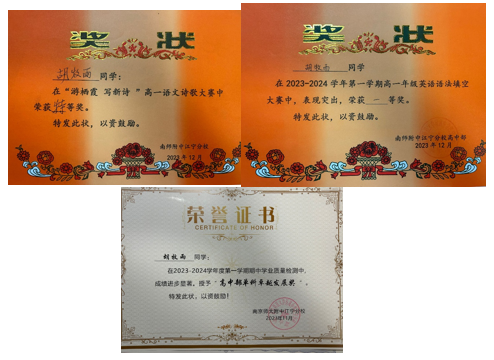 奖 状
胡牧雨 同学：
在“游栖霞 写新诗”高一语文诗歌大赛中
荣获特等奖。
特发此状，以资鼓励。
南师附中江宁分校
2023年12月
奖 状
胡牧雨 同学
在2023-2024学年第一学期高一年级英语语法填空
大赛中，表现突出，荣获 一 等奖。
特发此状，以资鼓励。
南师附中江宁分校高中部
2023年12月
荣誉证书
CERTIFICATE OF HONOR
胡牧雨 同学：
在2023-2024学年度第一学期期中学业质量检测中，
成绩进步显著，授予“高中部单科卓越发展奖”。
特发此状，以资鼓励！
南京师大附中江宁分校
2023年11月